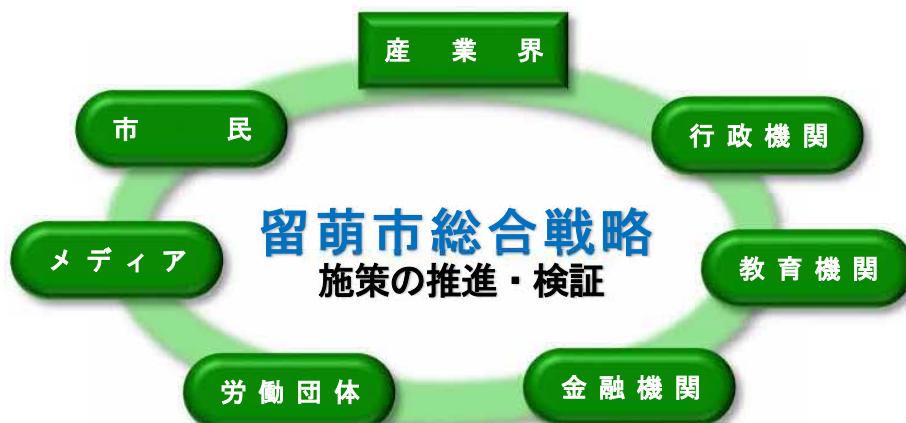 産業界
市民
行政機関
留萌市総合戦略
施策の推進・検証
メディア
教育機関
労働団体
金融機関